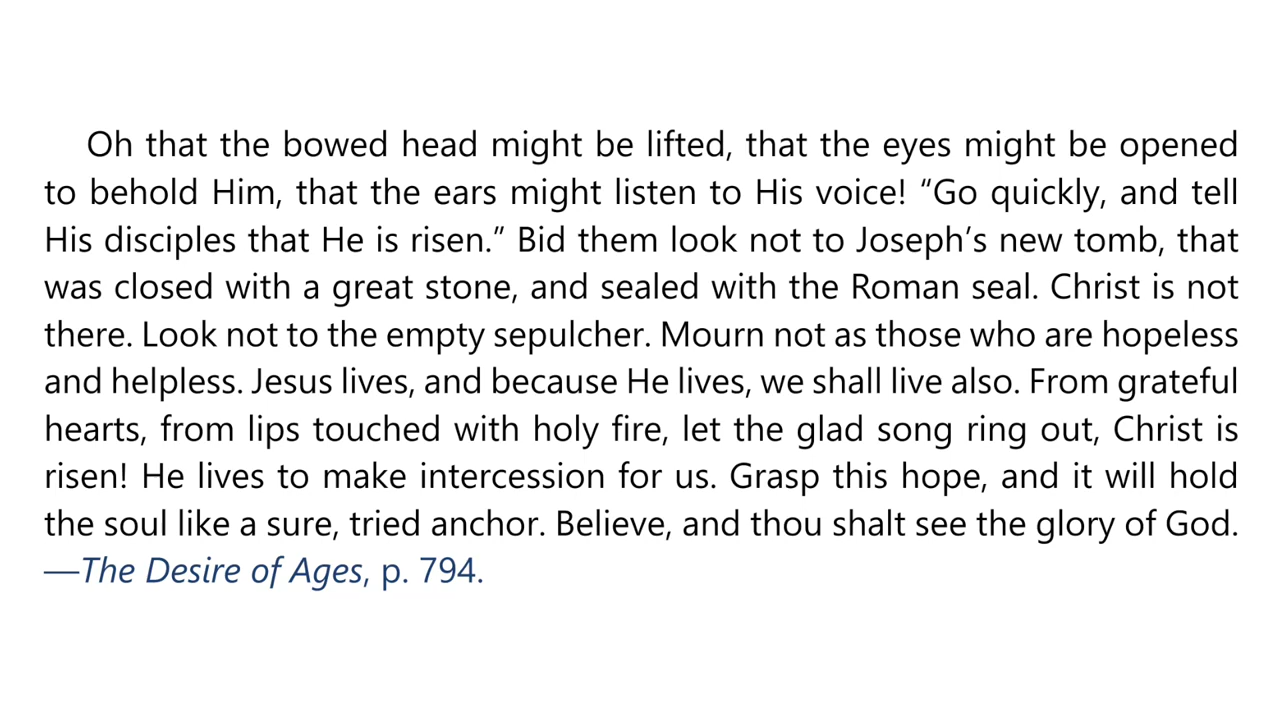 Oh that the bowed head might be lifted, that the eyes might be opened
to behold Him, that the ears might listen to His voice! “Go quickly, and tell
His disciples that He is risen.” Bid them look not to Joseph’s new tomb, that
was closed with a great stone, and sealed with the Roman seal. Christ is not
there. Look not to the empty sepulcher. Mourn not as those who are hopeless
and helpless. Jesus lives, and because He lives, we shall live also. From grateful
hearts, from lips touched with holy fire, let the glad song ring out, Christ is
risen! He lives to make intercession for us. Grasp this hope, and it will hold
the soul like a sure, tried anchor. Believe, and thou shalt see the glory of God.
—The Desire of Ages, p. 794.